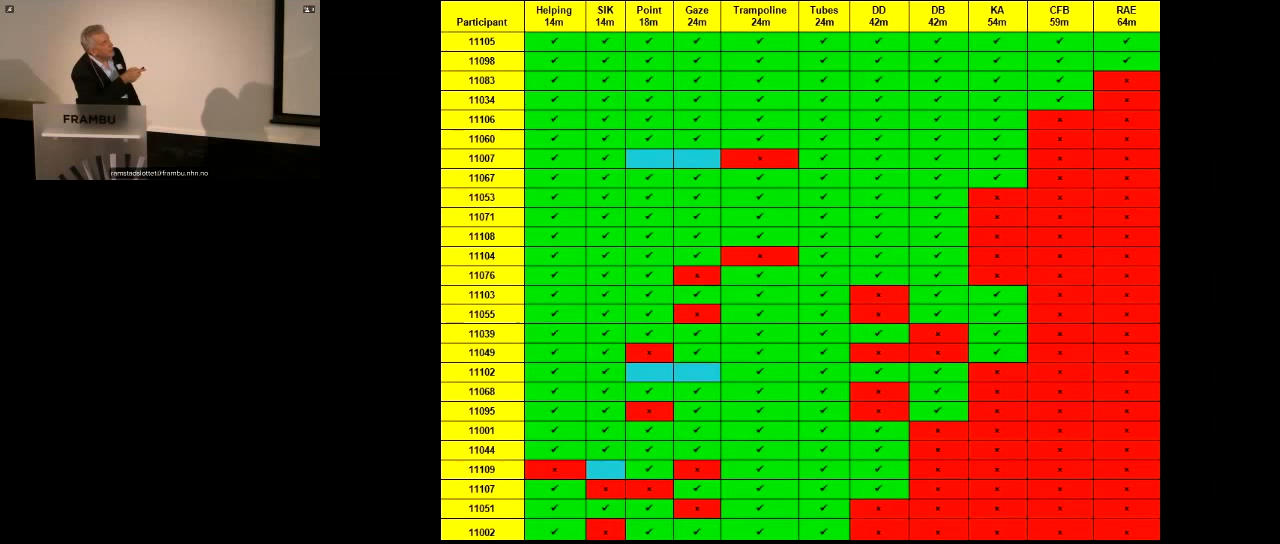 FRAMBU
ramstadslottet@frambu.nhn.no
Participant Helping 14m SIK 14m Point 18m Gaze 24m Trampoline 24m Tubes 24m DD 42m DB 42m KA 54m CFB 59m RAE 64m
11105 ✓ ✓ ✓ ✓ ✓ ✓ ✓ ✓ ✓ ✓ ✓
11098 ✓ ✓ ✓ ✓ ✓ ✓ ✓ ✓ ✓ ✓ ✓
11083 ✓ ✓ ✓ ✓ ✓ ✓ ✓ ✓ ✓ ✓ x
11034 ✓ ✓ ✓ ✓ ✓ ✓ ✓ ✓ ✓ ✓ x
11106 ✓ ✓ ✓ ✓ ✓ ✓ ✓ ✓ ✓ x x
11060 ✓ ✓ ✓ ✓ ✓ ✓ ✓ ✓ ✓ x x
11007 ✓ ✓ x ✓ ✓ ✓ ✓ x x
11067 ✓ ✓ ✓ ✓ ✓ ✓ ✓ ✓ ✓ x x
11053 ✓ ✓ ✓ ✓ ✓ ✓ ✓ ✓ x x x
11071 ✓ ✓ ✓ ✓ ✓ ✓ ✓ ✓ x x x
11108 ✓ ✓ ✓ ✓ ✓ ✓ ✓ ✓ x x x
11104 ✓ ✓ ✓ ✓ x ✓ ✓ ✓ x x x
11076 ✓ ✓ ✓ x ✓ ✓ ✓ ✓ x x x
11103 ✓ ✓ ✓ ✓ ✓ ✓ x ✓ ✓ x x
11055 ✓ ✓ ✓ x ✓ ✓ x ✓ ✓ x x
11039 ✓ ✓ ✓ ✓ ✓ ✓ ✓ x ✓ x x
11049 ✓ ✓ x ✓ ✓ ✓ x x ✓ x x
11102 ✓ ✓ ✓ ✓ ✓ ✓ x x x
11068 ✓ ✓ ✓ ✓ ✓ ✓ x ✓ x x x
11095 ✓ ✓ x ✓ ✓ ✓ x ✓ x x x
11001 ✓ ✓ ✓ ✓ ✓ ✓ ✓ x x x x
11044 ✓ ✓ ✓ ✓ ✓ ✓ ✓ x x x x
11109 x ✓ x ✓ ✓ ✓ x x x x
11107 ✓ x x ✓ ✓ ✓ ✓ x x x x
11051 ✓ ✓ ✓ x ✓ ✓ x x x x x
11002 ✓ x ✓ ✓ ✓ ✓ x x x x x